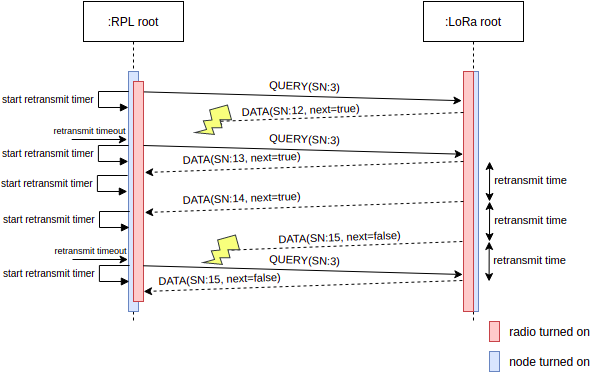 :RPL root
:LoRa root
QUERY(SN:3)
start retransmit timer
DATA(SN:12, next=true)
retransmit timeout
QUERY(SN:3)
start retransmit timer
DATA(SN:13, next=true)
retransmit time
start retransmit timer
DATA(SN:14, next=true)
start retransmit timer
retransmit time
DATA(SN:15, next=false)
retransmit timeout
QUERY(SN:3)
retransmit time
start retransmit timer
DATA(SN:15, next=false)
radio turned on
node turned on